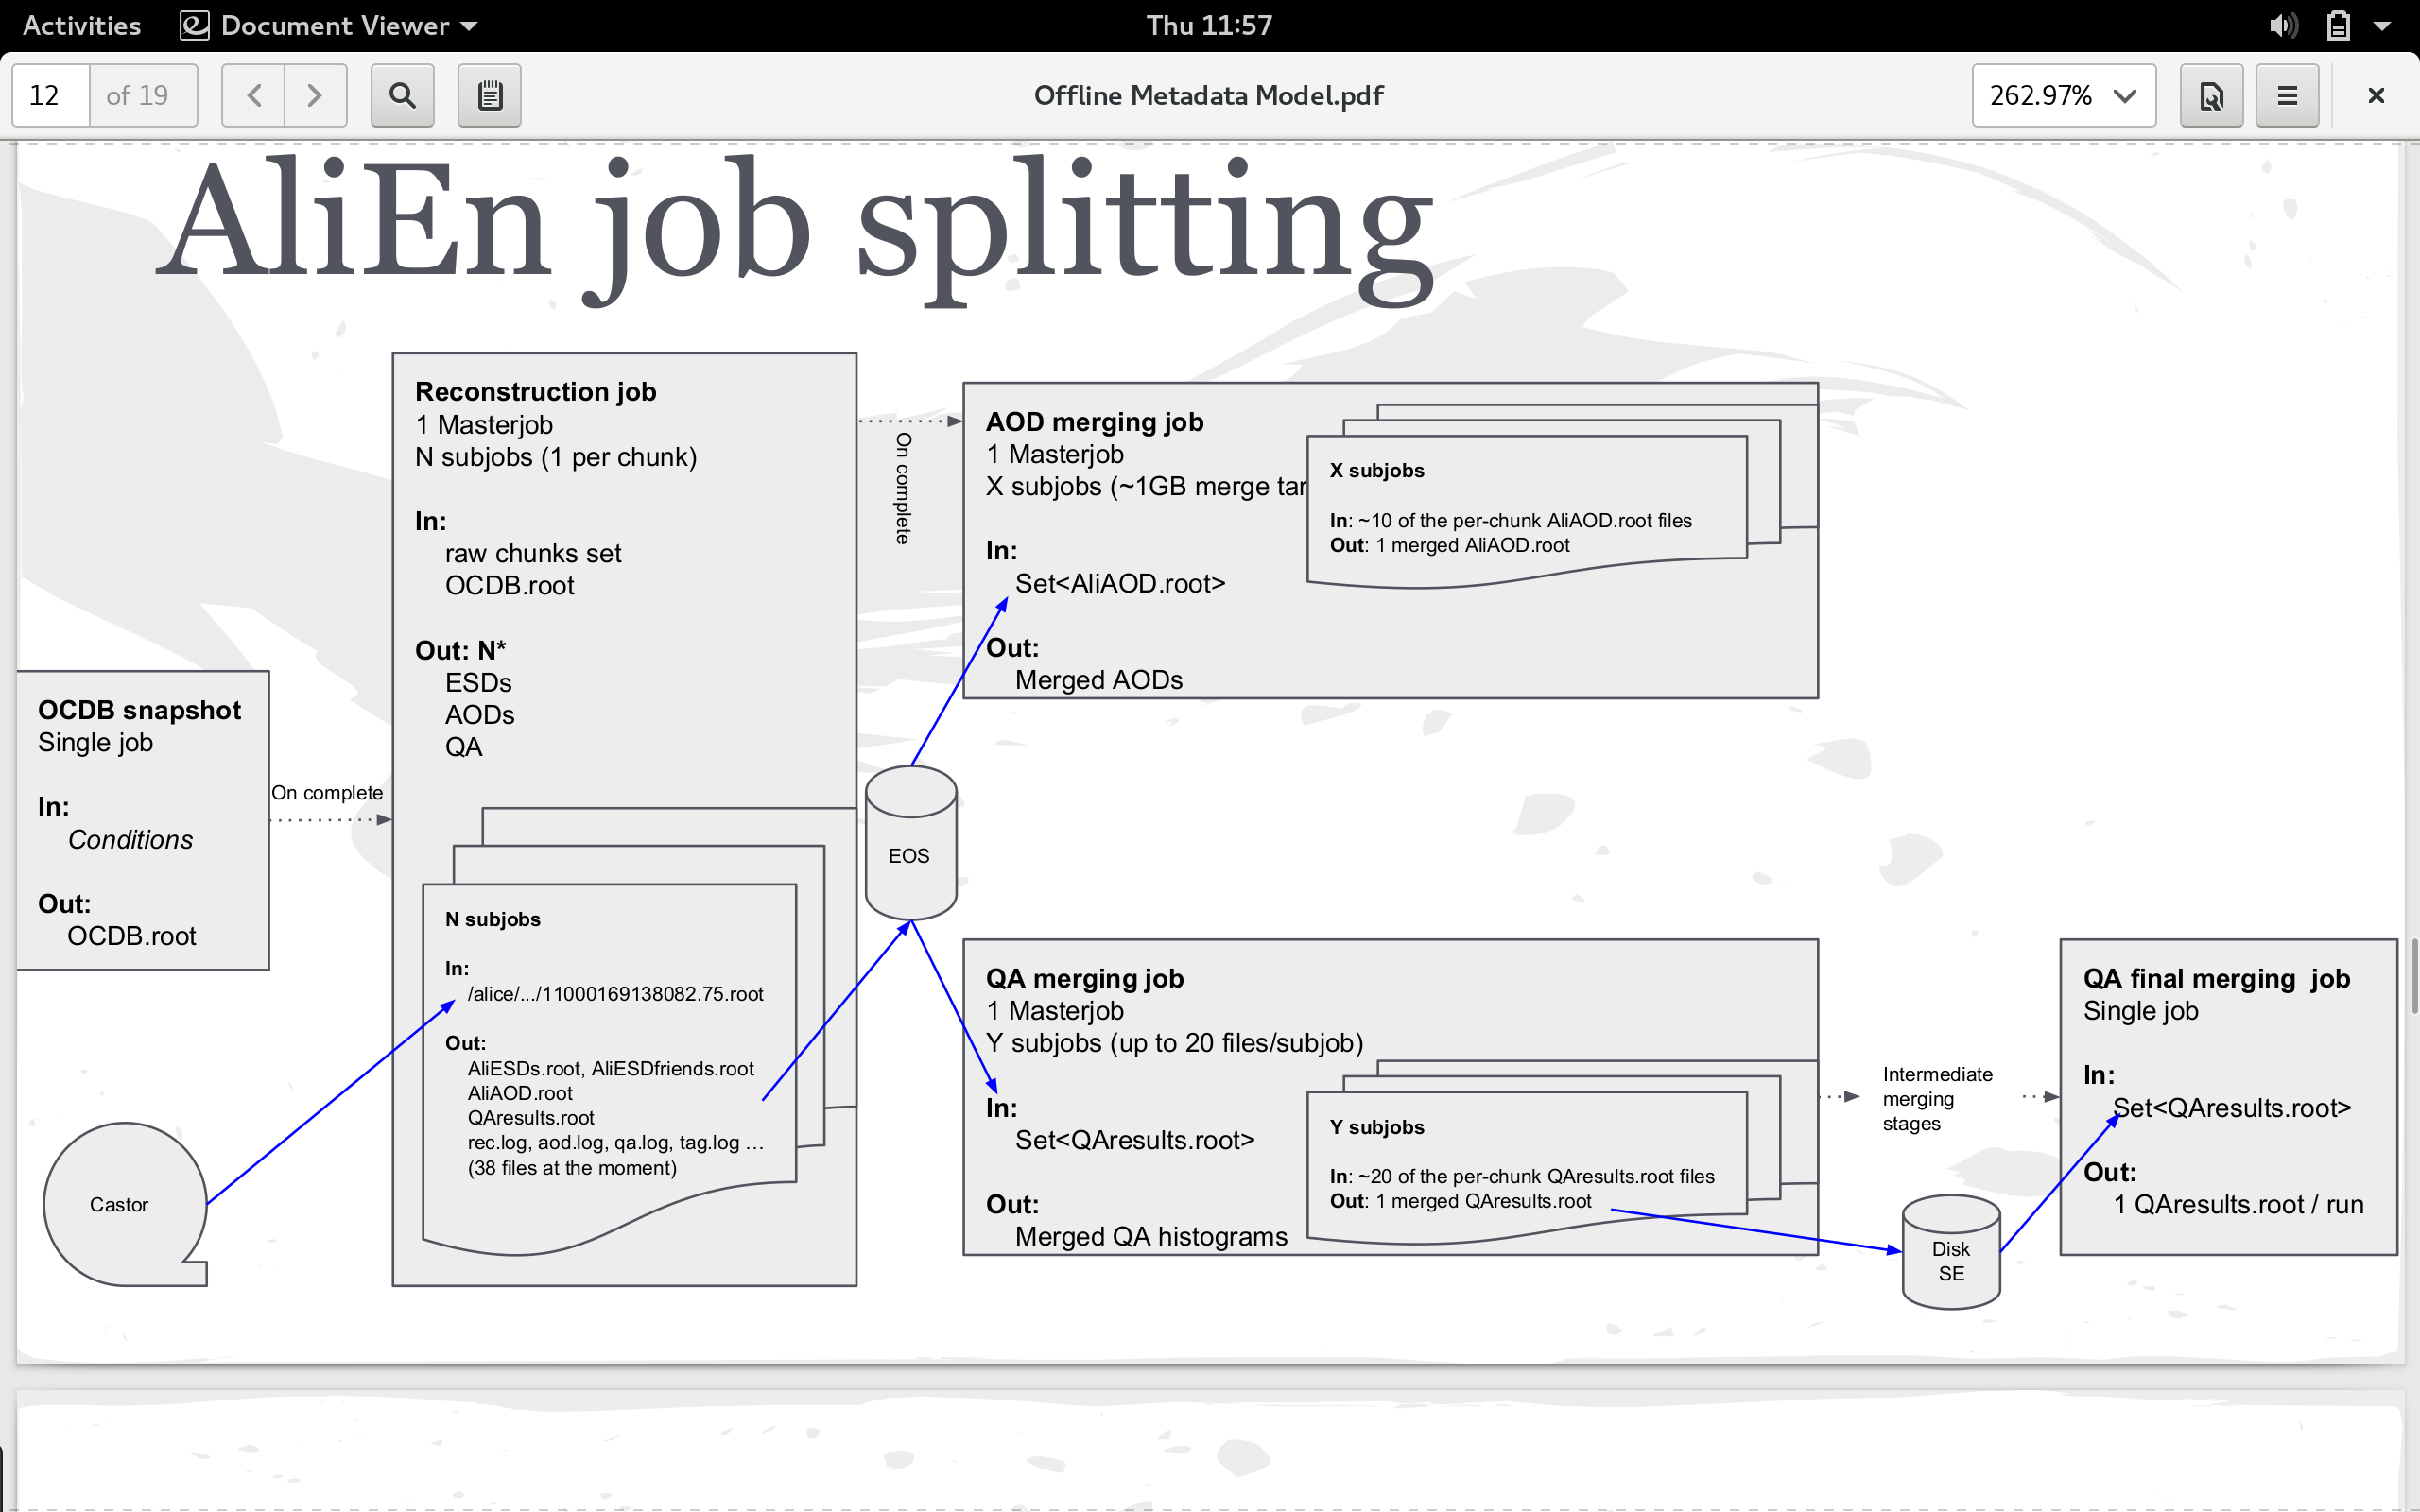 Activities Document Viewer Thu 11:57
12 of 19 Offline Metadata Model.pdf 262.97%
AliEn job splitting
OCDB snapshot
Single job
In:
Conditions
Out:
OCDB.root
On complete
Castor
Reconstruction job
1 Masterjob
N subjobs (1 per chunk)
In:
raw chunks set
OCDB.root
Out: N*
ESDs
AODs
QA
N subjobs
In:
/alice/.../11000169138082.75.root
Out:
AliESDs.root, AliESDfriends.root
AliAOD.root
QAresults.root
rec.log, aod.log, qa.log, tag.log ...
(38 files at the moment)
On complete
EOS
AOD merging job
1 Masterjob
X subjobs (~1GB merge tar
In:
Set<AliAOD.root>
Out:
Merged AODs
X subjobs
In: ~10 of the per-chunk AliAOD.root files
Out: 1 merged AliAOD.root
QA merging job
1 Masterjob
Y subjobs (up to 20 files/subjob)
In:
Set<QAresults.root>
Out:
Merged QA histograms
Y subjobs
In: ~20 of the per-chunk QAresults.root files
Out: 1 merged QAresults.root
Intermediate
merging
stages
Disk
SE
QA final merging job
Single job
In:
Set<QAresults.root>
Out:
1 QAresults.root / run